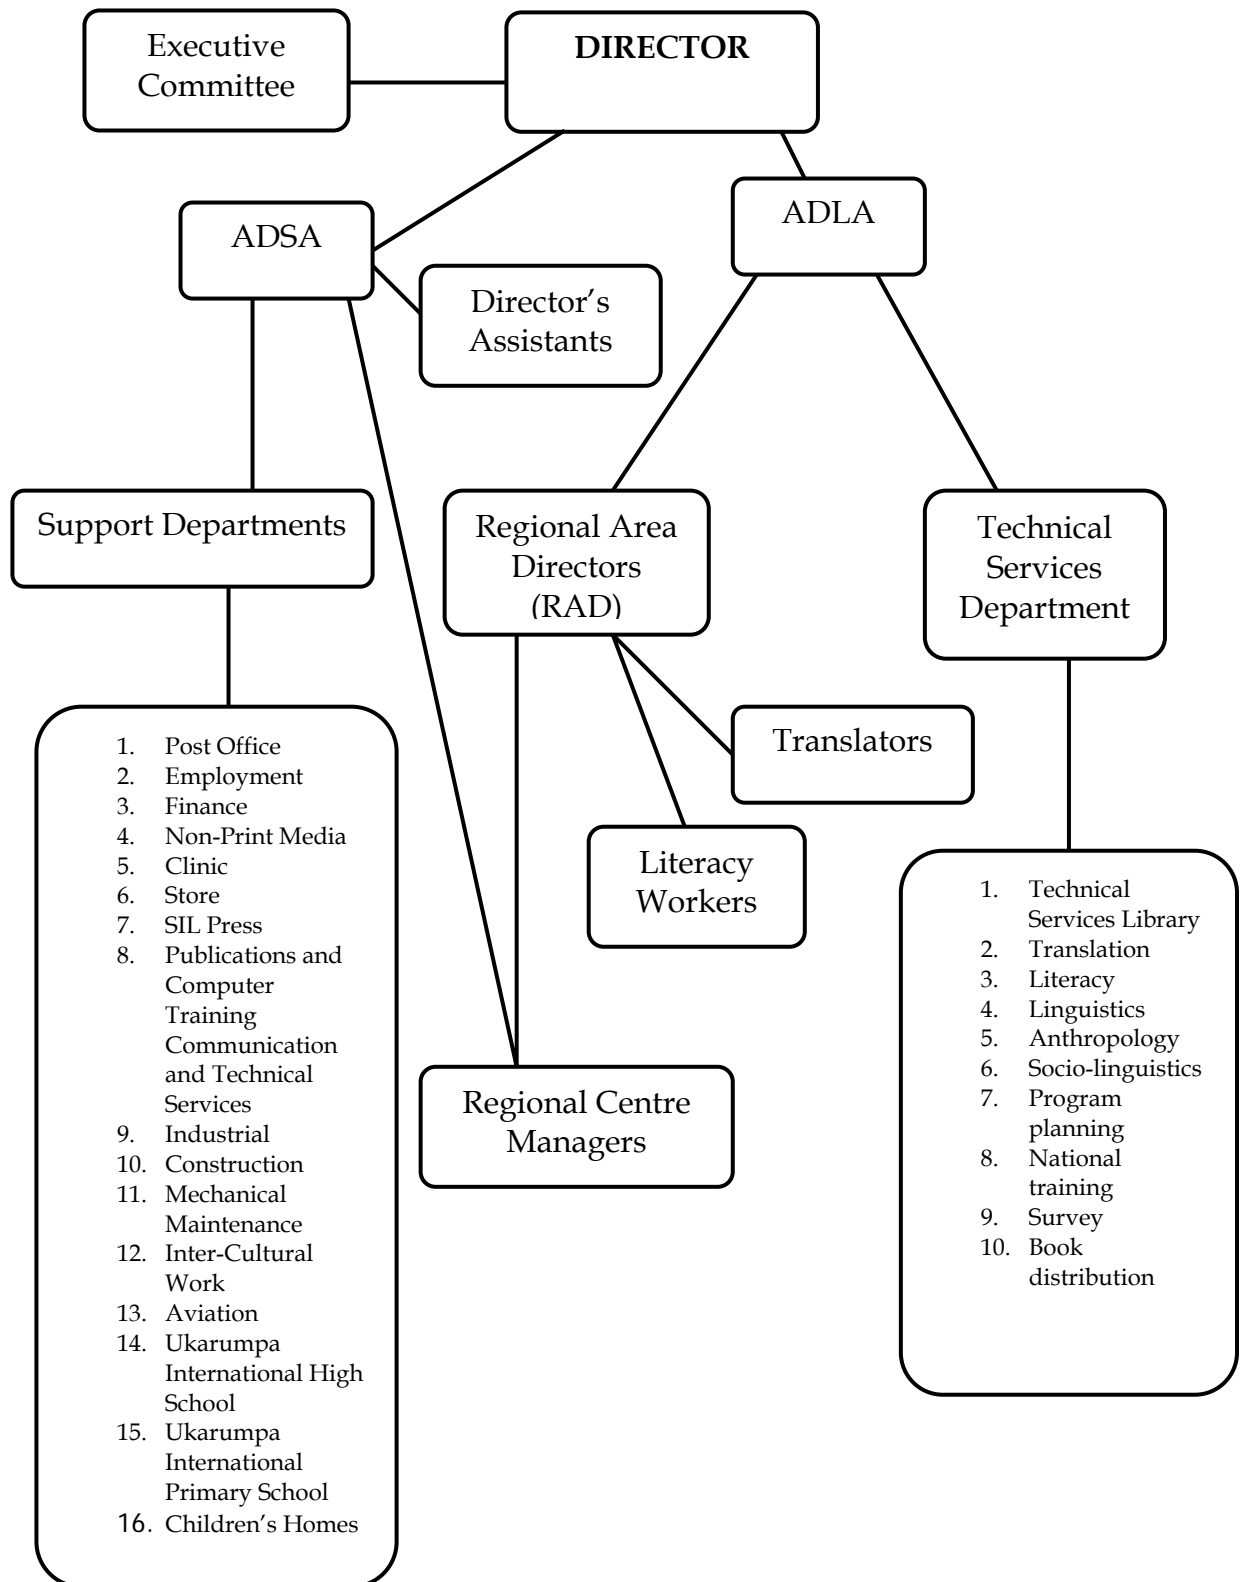 Executive
Committee
DIRECTOR
ADSA
ADLA
Director’s
Assistants
Support Departments
Regional Area
Directors
(RAD)
Technical
Services
Department
Translators
Literacy
Workers
Regional Centre
Managers
1. Post Office
2. Employment
3. Finance
4. Non-Print Media
5. Clinic
6. Store
7. SIL Press
8. Publications and
Computer
Training
Communication
and Technical
Services
9. Industrial
10. Construction
11. Mechanical
Maintenance
12. Inter-Cultural
Work
13. Aviation
14. Ukarumpa
International High
School
15. Ukarumpa
International
Primary School
16. Children’s Homes
1. Technical
Services Library
2. Translation
3. Literacy
4. Linguistics
5. Anthropology
6. Socio-linguistics
7. Program
planning
8. National
training
9. Survey
10. Book
distribution